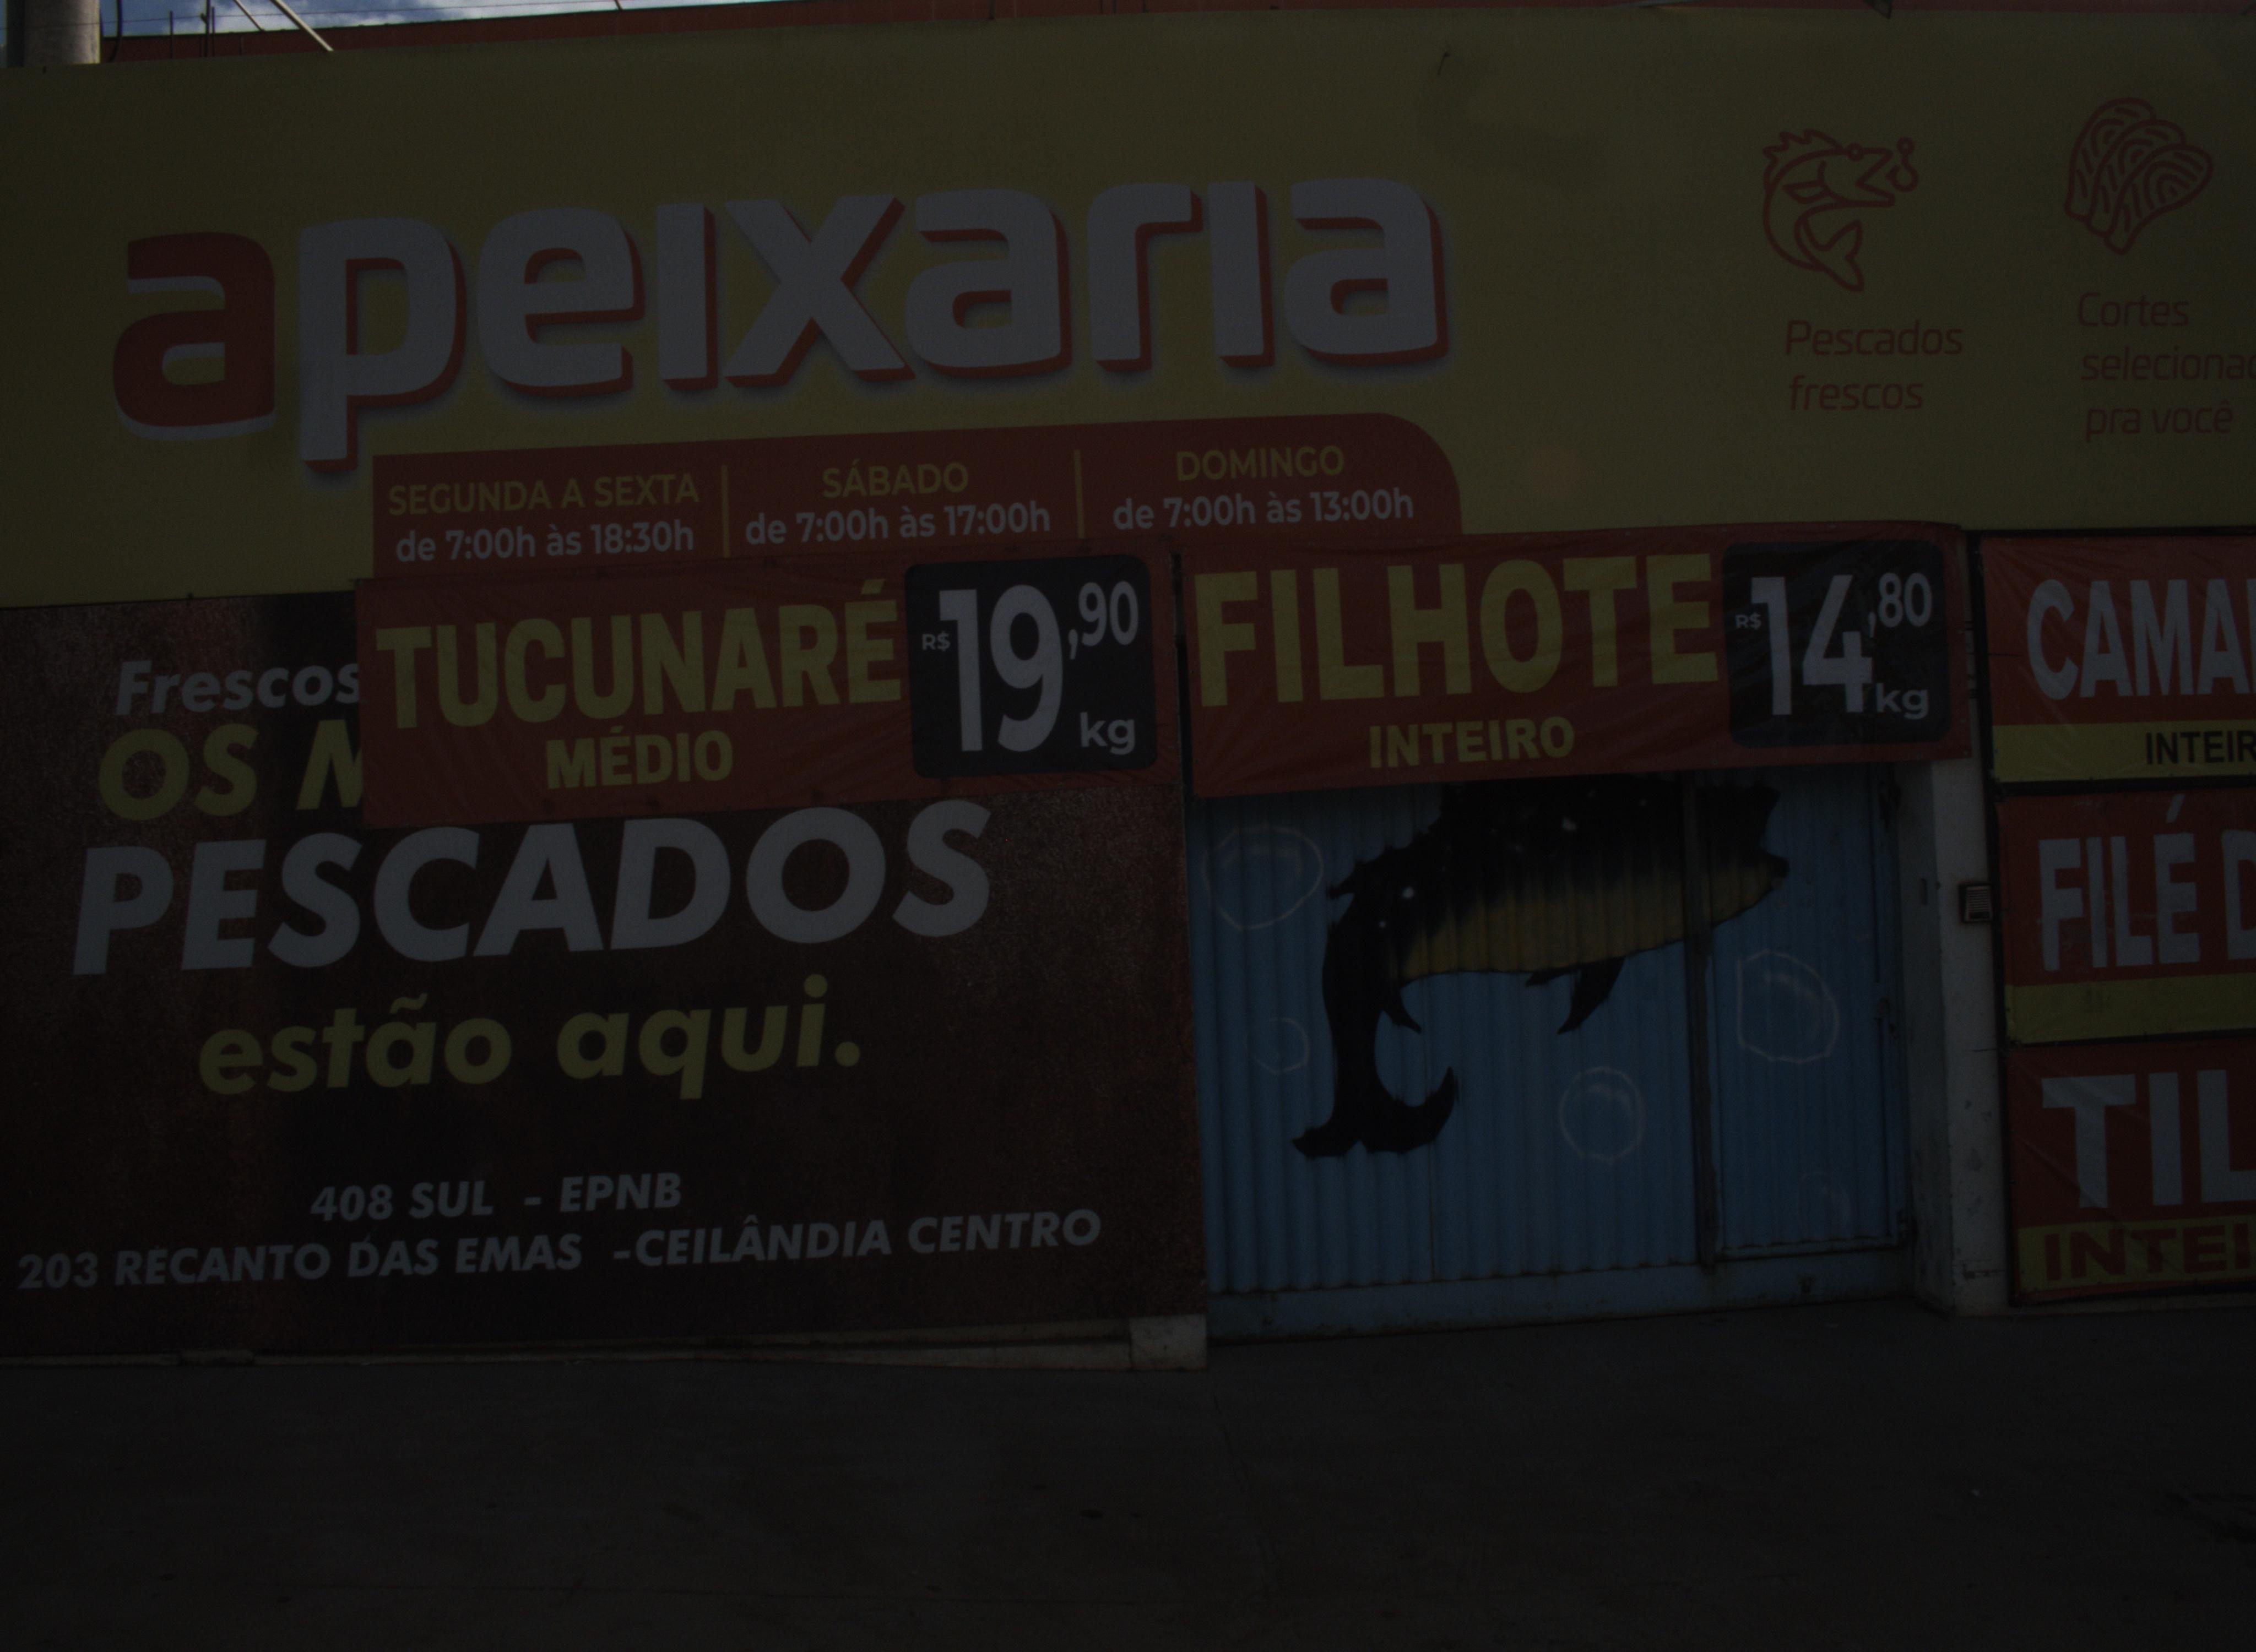 apeixaria
Pescados
frescos
Cortes
pra você
SEGUNDA A SEXTA
de 7:00h às 18:30h
SÁBADO
de 7:00h às 17:00h
DOMINGO
de 7:00h às 13:00h
TUCUNARÉ
MÉDIO
R$ 19,90
kg
FILHOTE
INTEIRO
R$ 14,80
kg
FILÉ
Frescos
OS
PESCADOS
estão aqui.
408 SUL - EPNB
203 RECANTO DAS EMAS -CEILÂNDIA CENTRO